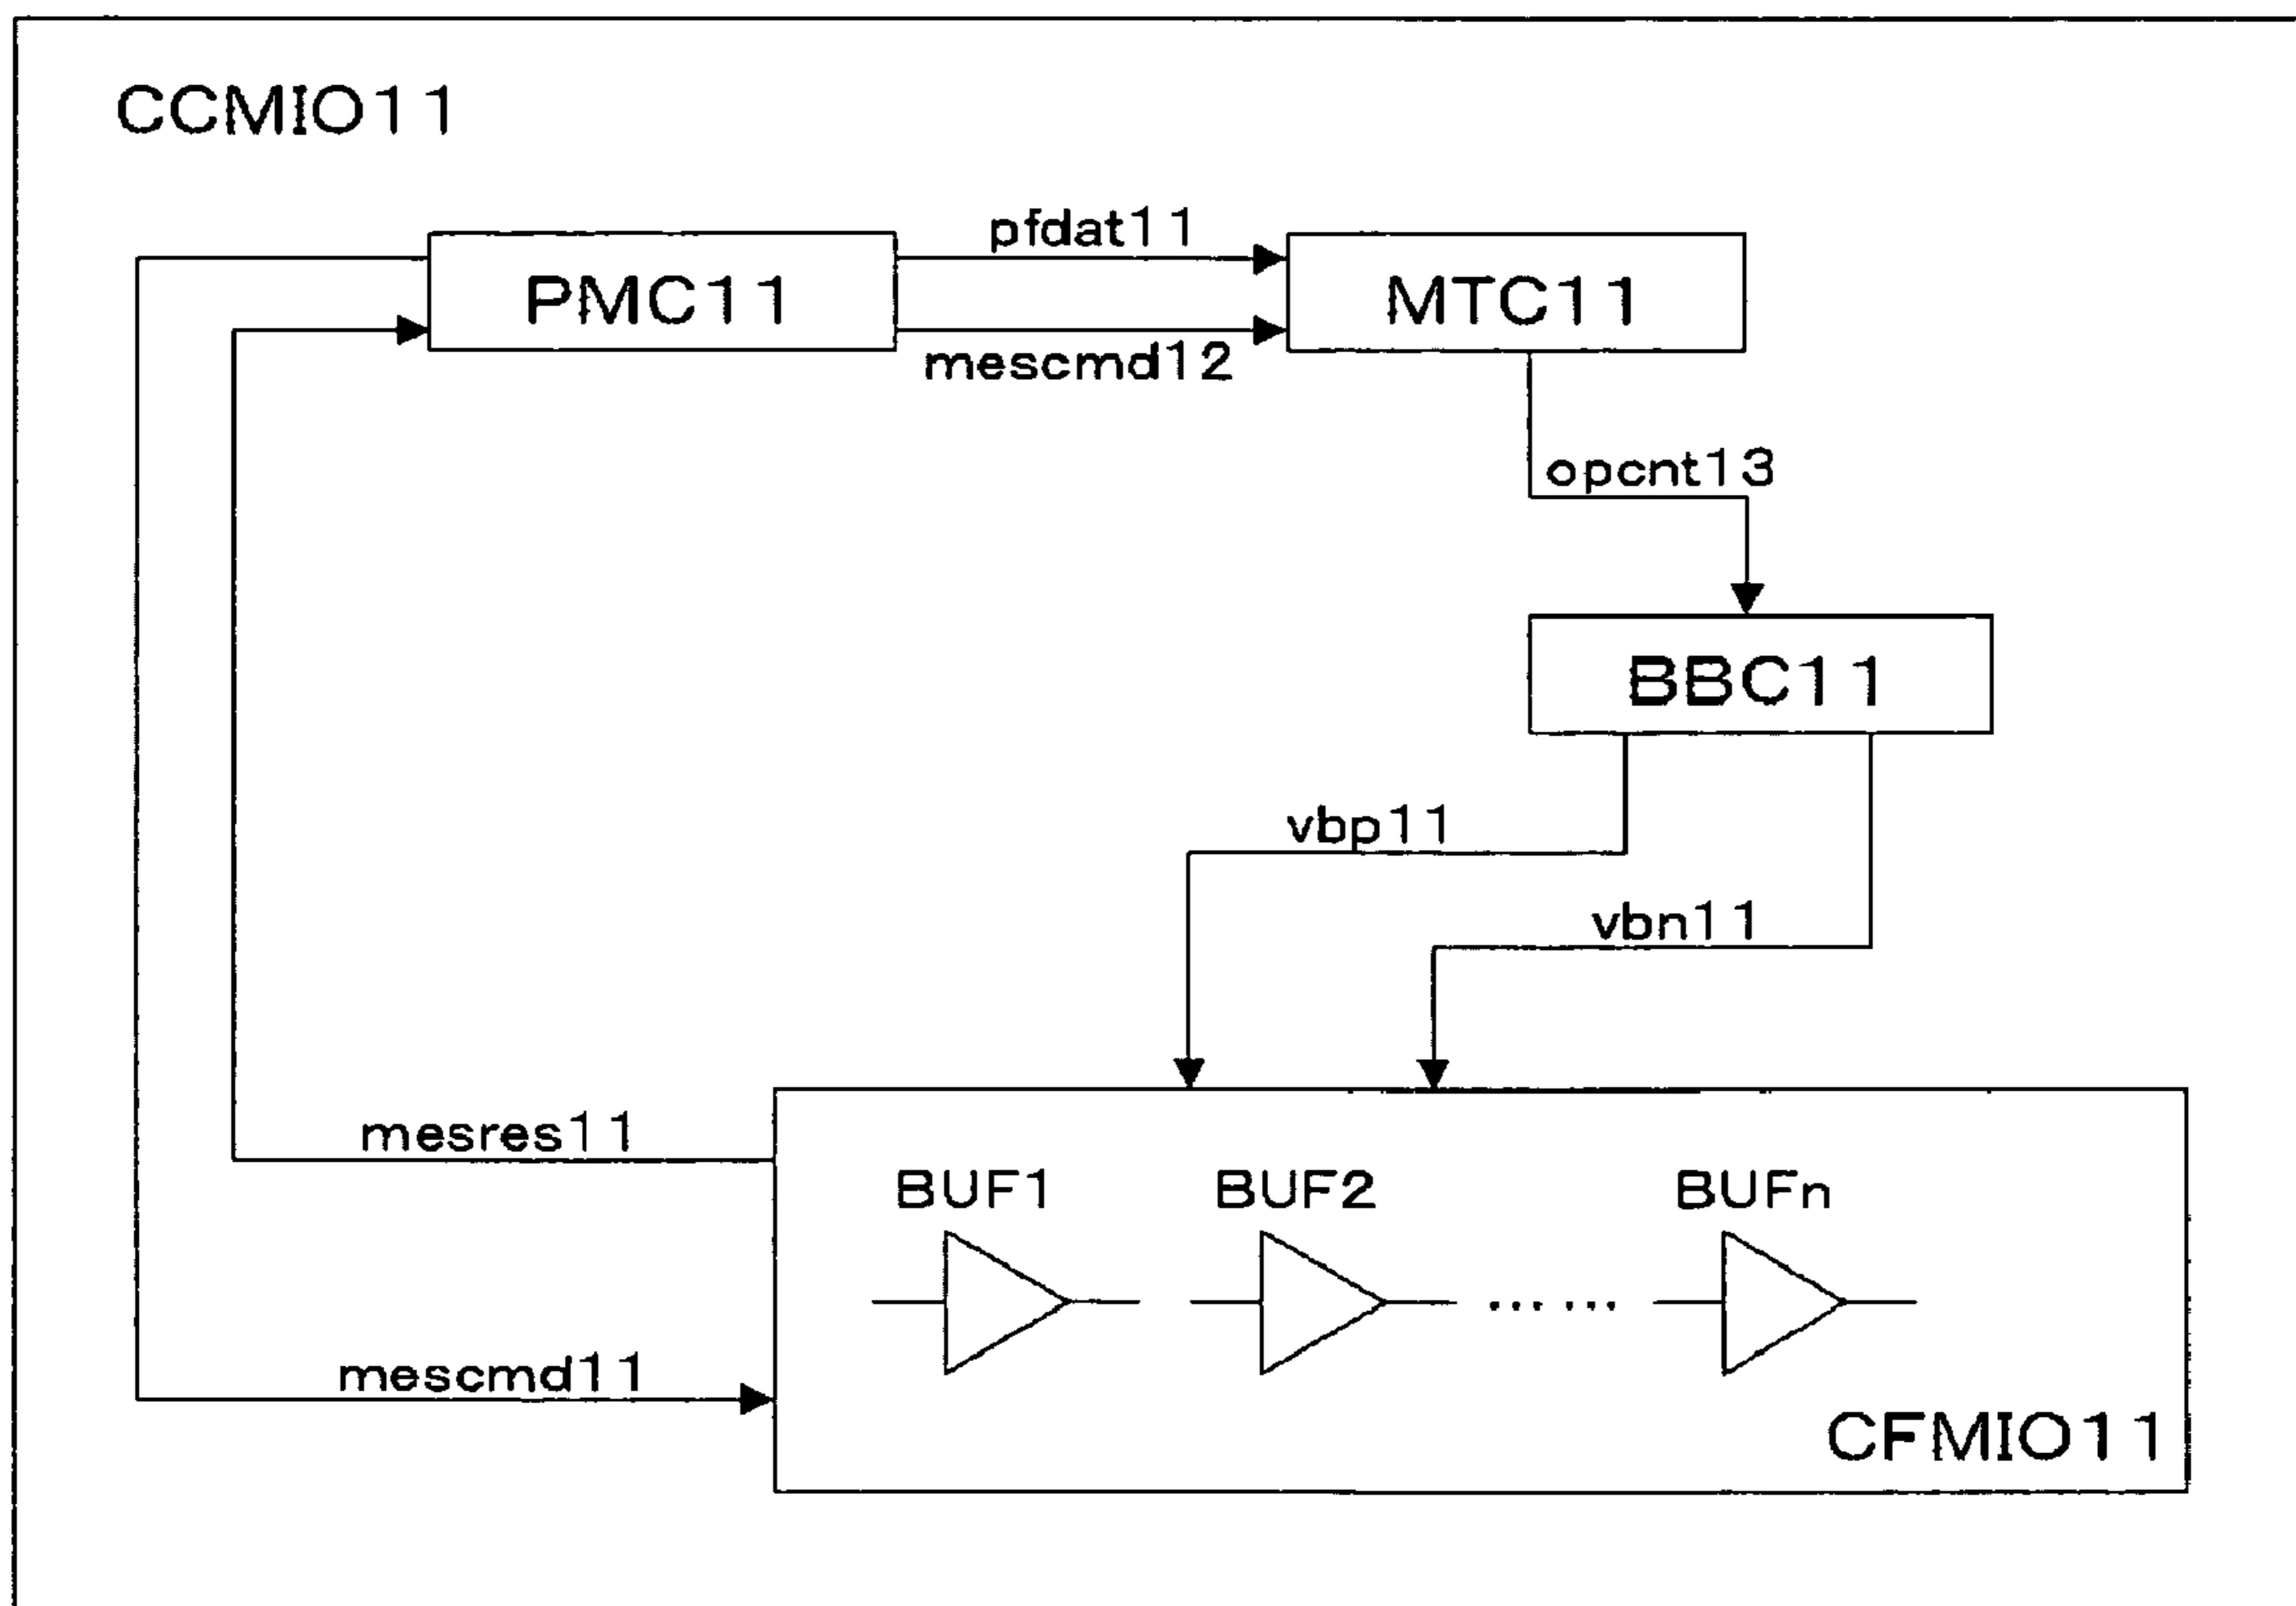 CCMIO11
pfdat11
PMC11
MTC11
mescmd12
opcnt13
BBC11
vbp11
vbn11
mesres11
BUF1 BUF2 BUFn
......
mescmd11
CFMIO11